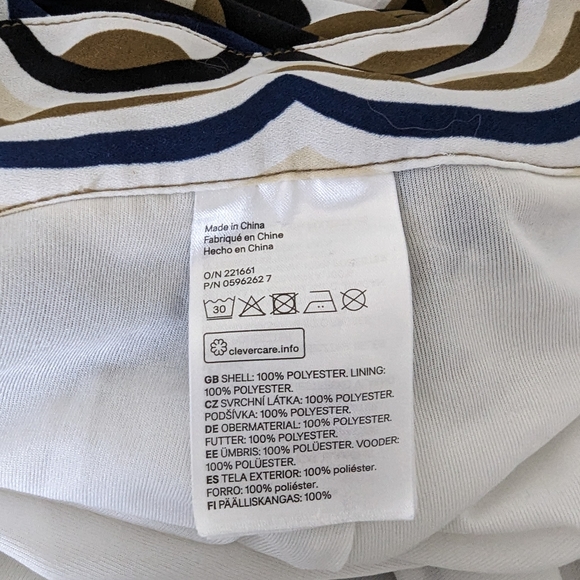 Made in China
Fabriqué en Chine
Hecho en China
O/N 221661
P/N 0596262 7
30
clevercare.info
GB SHELL: 100% POLYESTER. LINING:
100% POLYESTER.
CZ SVRCHNÍ LÁTKA: 100% POLYESTER.
PODŠÍVKA: 100% POLYESTER.
DE OBERMATERIAL: 100% POLYESTER.
FUTTER: 100% POLYESTER.
EE ÜMBRIS: 100% POLÜESTER. VOODER:
100% POLÜESTER.
ES TELA EXTERIOR: 100% poliéster.
FORRO: 100% poliéster.
FI PÄÄLLISKANGAS: 100%